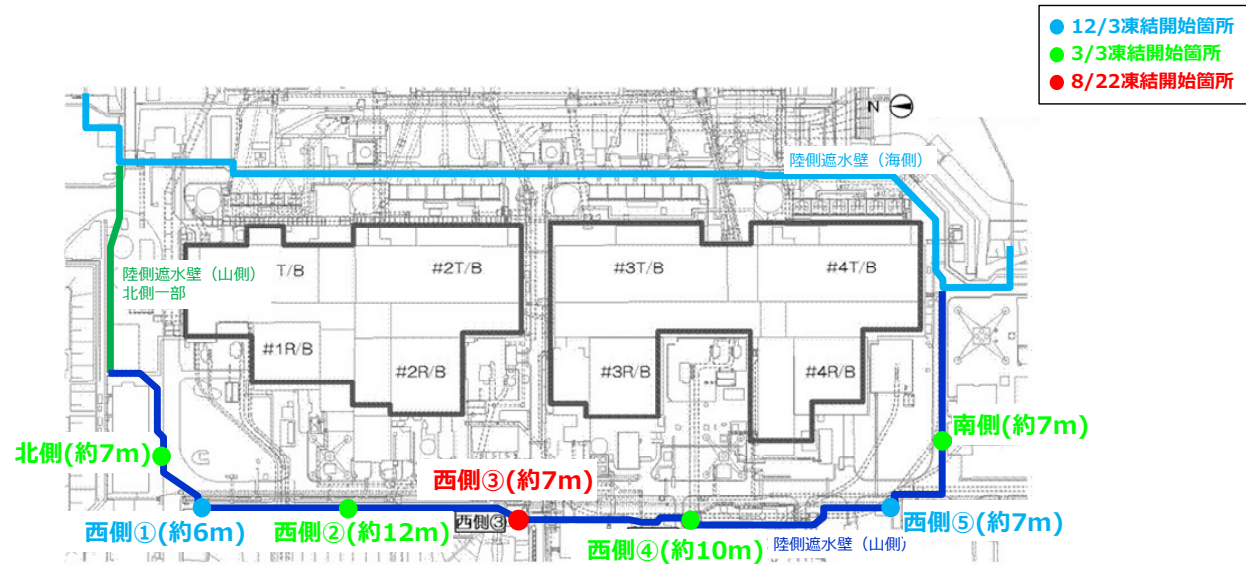 12/3凍結開始箇所
3/3凍結開始箇所
8/22凍結開始箇所
N
陸側遮水壁（海側）
陸側遮水壁（山側）
北側一部
T/B
#2T/B
#3T/B
#4T/B
#1R/B
#2R/B
#3R/B
#4R/B
北側(約7m)
南側(約7m)
西側③(約7m)
西側③
西側①(約6m)
西側②(約12m)
西側④(約10m)
西側⑤(約7m)
陸側遮水壁（山側）